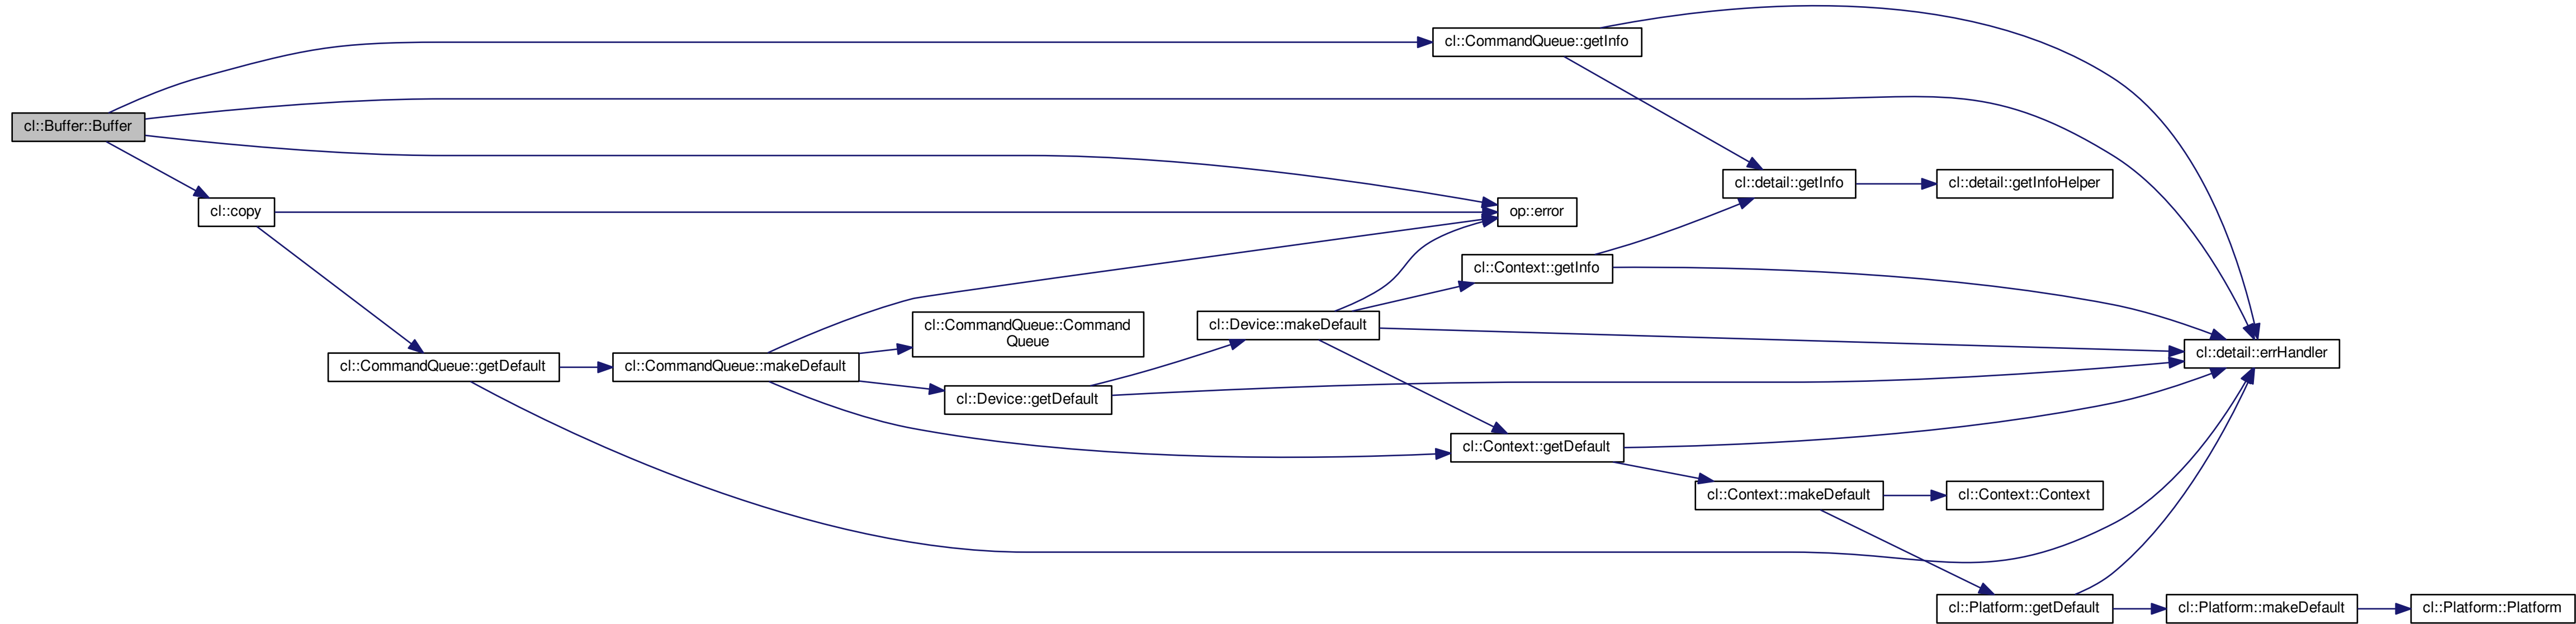 cl::CommandQueue::getInfo
cl::Buffer::Buffer
cl::detail::getInfo
cl::detail::getInfoHelper
cl::copy
op::error
cl::Context::getInfo
cl::CommandQueue::Command
Queue
cl::Device::makeDefault
cl::detail::errHandler
cl::CommandQueue::getDefault
cl::CommandQueue::makeDefault
cl::Device::getDefault
cl::Context::getDefault
cl::Context::makeDefault
cl::Context::Context
cl::Platform::getDefault
cl::Platform::makeDefault
cl::Platform::Platform